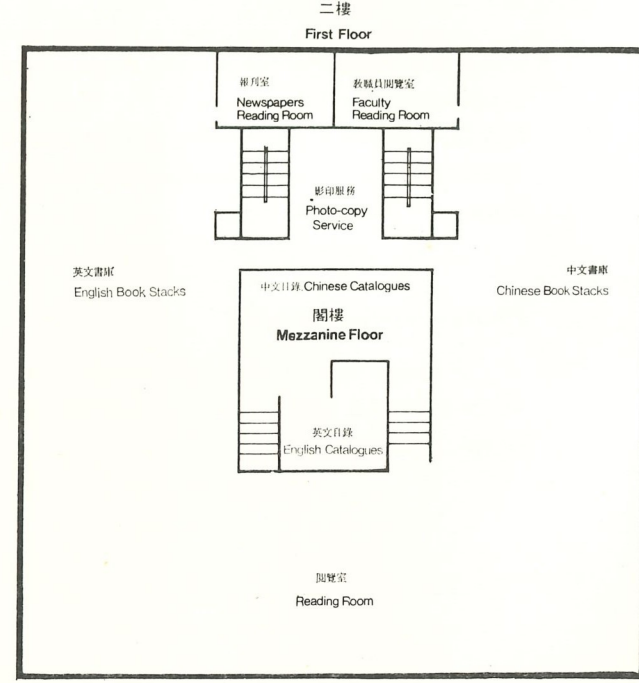 二樓
First Floor
報刊室
Newspapers
Reading Room
教職員閱覽室
Faculty
Reading Room
影印服務
Photo-copy
Service
英文書庫
English Book Stacks
中文書庫
Chinese Book Stacks
中文目錄 Chinese Catalogues
閣樓
Mezzanine Floor
英文目錄
English Catalogues
閱覽室
Reading Room